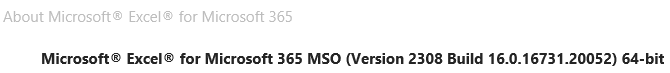 About Microsoft® Excel® for Microsoft 365
Microsoft® Excel® for Microsoft 365 MSO (Version 2308 Build 16.0.16731.20052) 64-bit